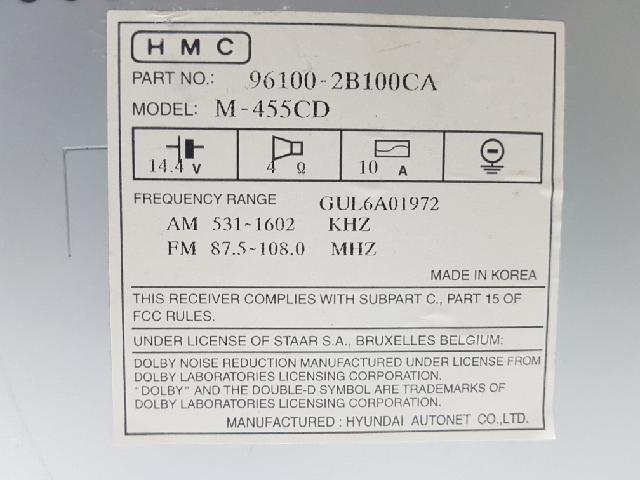 HMC
PART NO.: 96100-2B100CA
MODEL: M-455CD
14.4 V 4 Ω 10 A
FREQUENCY RANGE GUL6A01972
AM 531~1602 KHZ
FM 87.5~108.0 MHZ
MADE IN KOREA
THIS RECEIVER COMPLIES WITH SUBPART C., PART 15 OF
FCC RULES.
UNDER LICENSE OF STAAR S.A., BRUXELLES BELGIUM:
DOLBY NOISE REDUCTION MANUFACTURED UNDER LICENSE FROM
DOLBY LABORATORIES LICENSING CORPORATION.
"DOLBY" AND THE DOUBLE-D SYMBOL ARE TRADEMARKS OF
DOLBY LABORATORIES LICENSING CORPORATION.
MANUFACTURED : HYUNDAI AUTONET CO.,LTD.